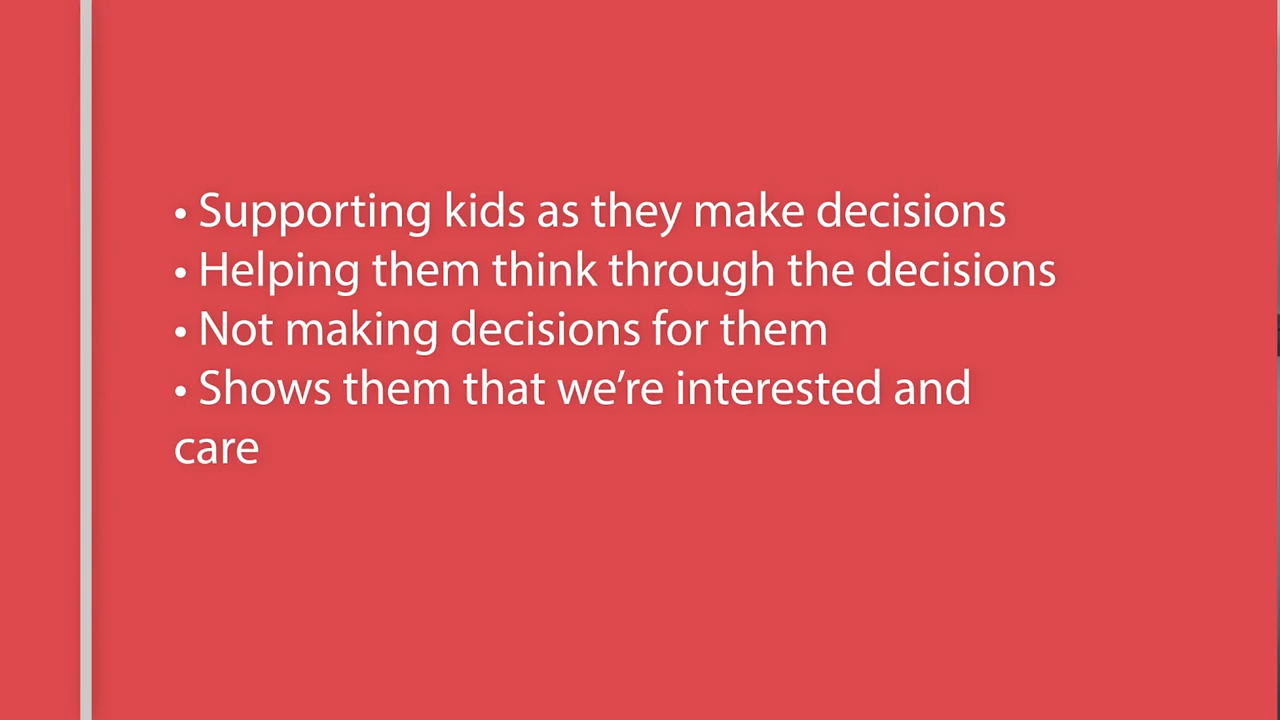 • Supporting kids as they make decisions
• Helping them think through the decisions
• Not making decisions for them
• Shows them that we’re interested and
care